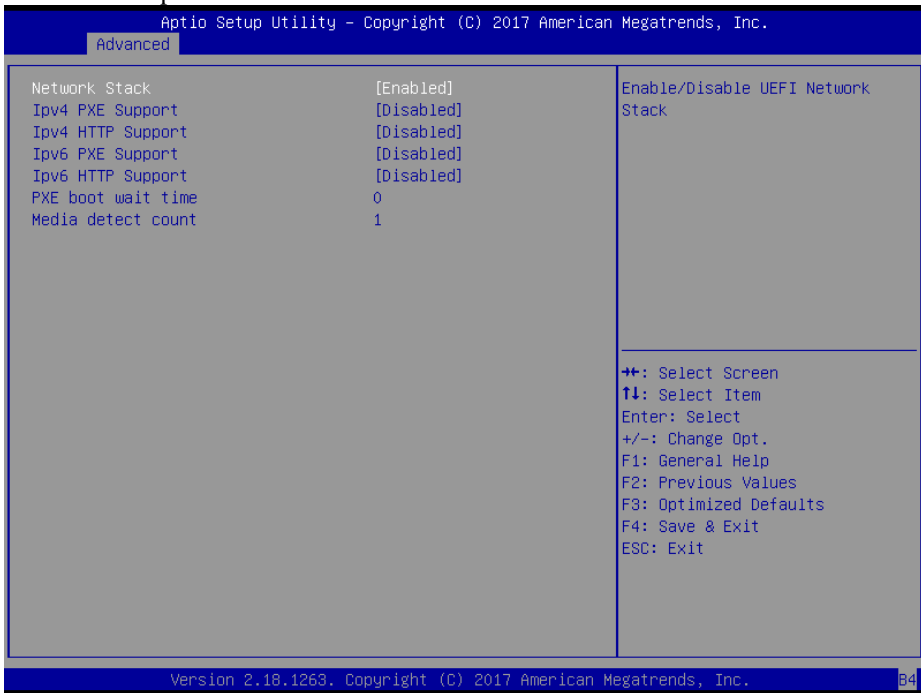 Aptio Setup Utility – Copyright (C) 2017 American Megatrends, Inc.
Advanced
Network Stack [Enabled]
Ipv4 PXE Support [Disabled]
Ipv4 HTTP Support [Disabled]
Ipv6 PXE Support [Disabled]
Ipv6 HTTP Support [Disabled]
PXE boot wait time 0
Media detect count 1
Enable/Disable UEFI Network
Stack
→←: Select Screen
↑↓: Select Item
Enter: Select
+/-: Change Opt.
F1: General Help
F2: Previous Values
F3: Optimized Defaults
F4: Save & Exit
ESC: Exit
Version 2.18.1263. Copyright (C) 2017 American Megatrends, Inc.
B4